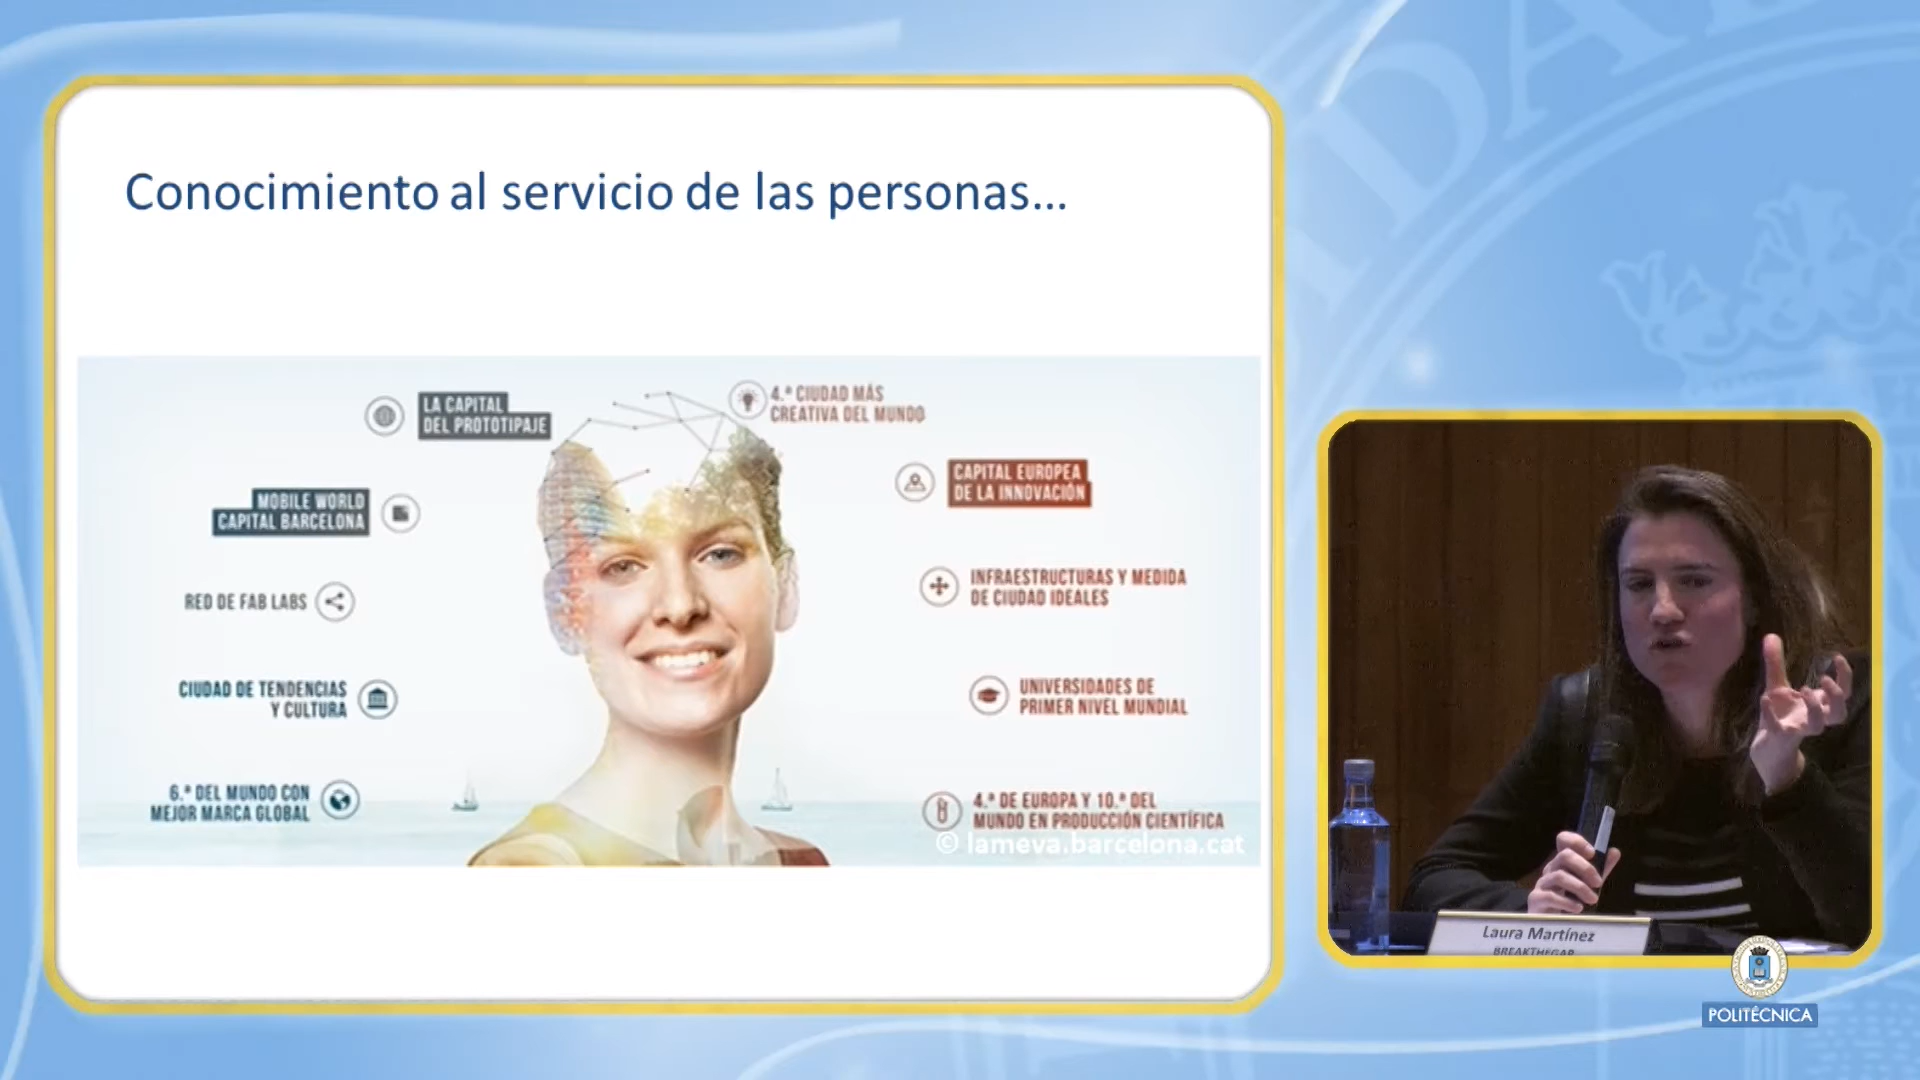 Conocimiento al servicio de las personas...
LA CAPITAL
DEL PROTOTIPAJE
4.ª CIUDAD MÁS
CREATIVA DEL MUNDO
MOBILE WORLD
CAPITAL BARCELONA
CAPITAL EUROPEA
DE LA INNOVACIÓN
RED DE FAB LABS
INFRAESTRUCTURAS Y MEDIDA
DE CIUDAD IDEALES
CIUDAD DE TENDENCIAS
Y CULTURA
UNIVERSIDADES DE
PRIMER NIVEL MUNDIAL
6.ª DEL MUNDO CON
MEJOR MARCA GLOBAL
4.ª DE EUROPA Y 10.ª DEL
MUNDO EN PRODUCCIÓN CIENTÍFICA
© lameva.barcelona.cat
Laura Martínez
BREAKTHEGAP
POLITÉCNICA